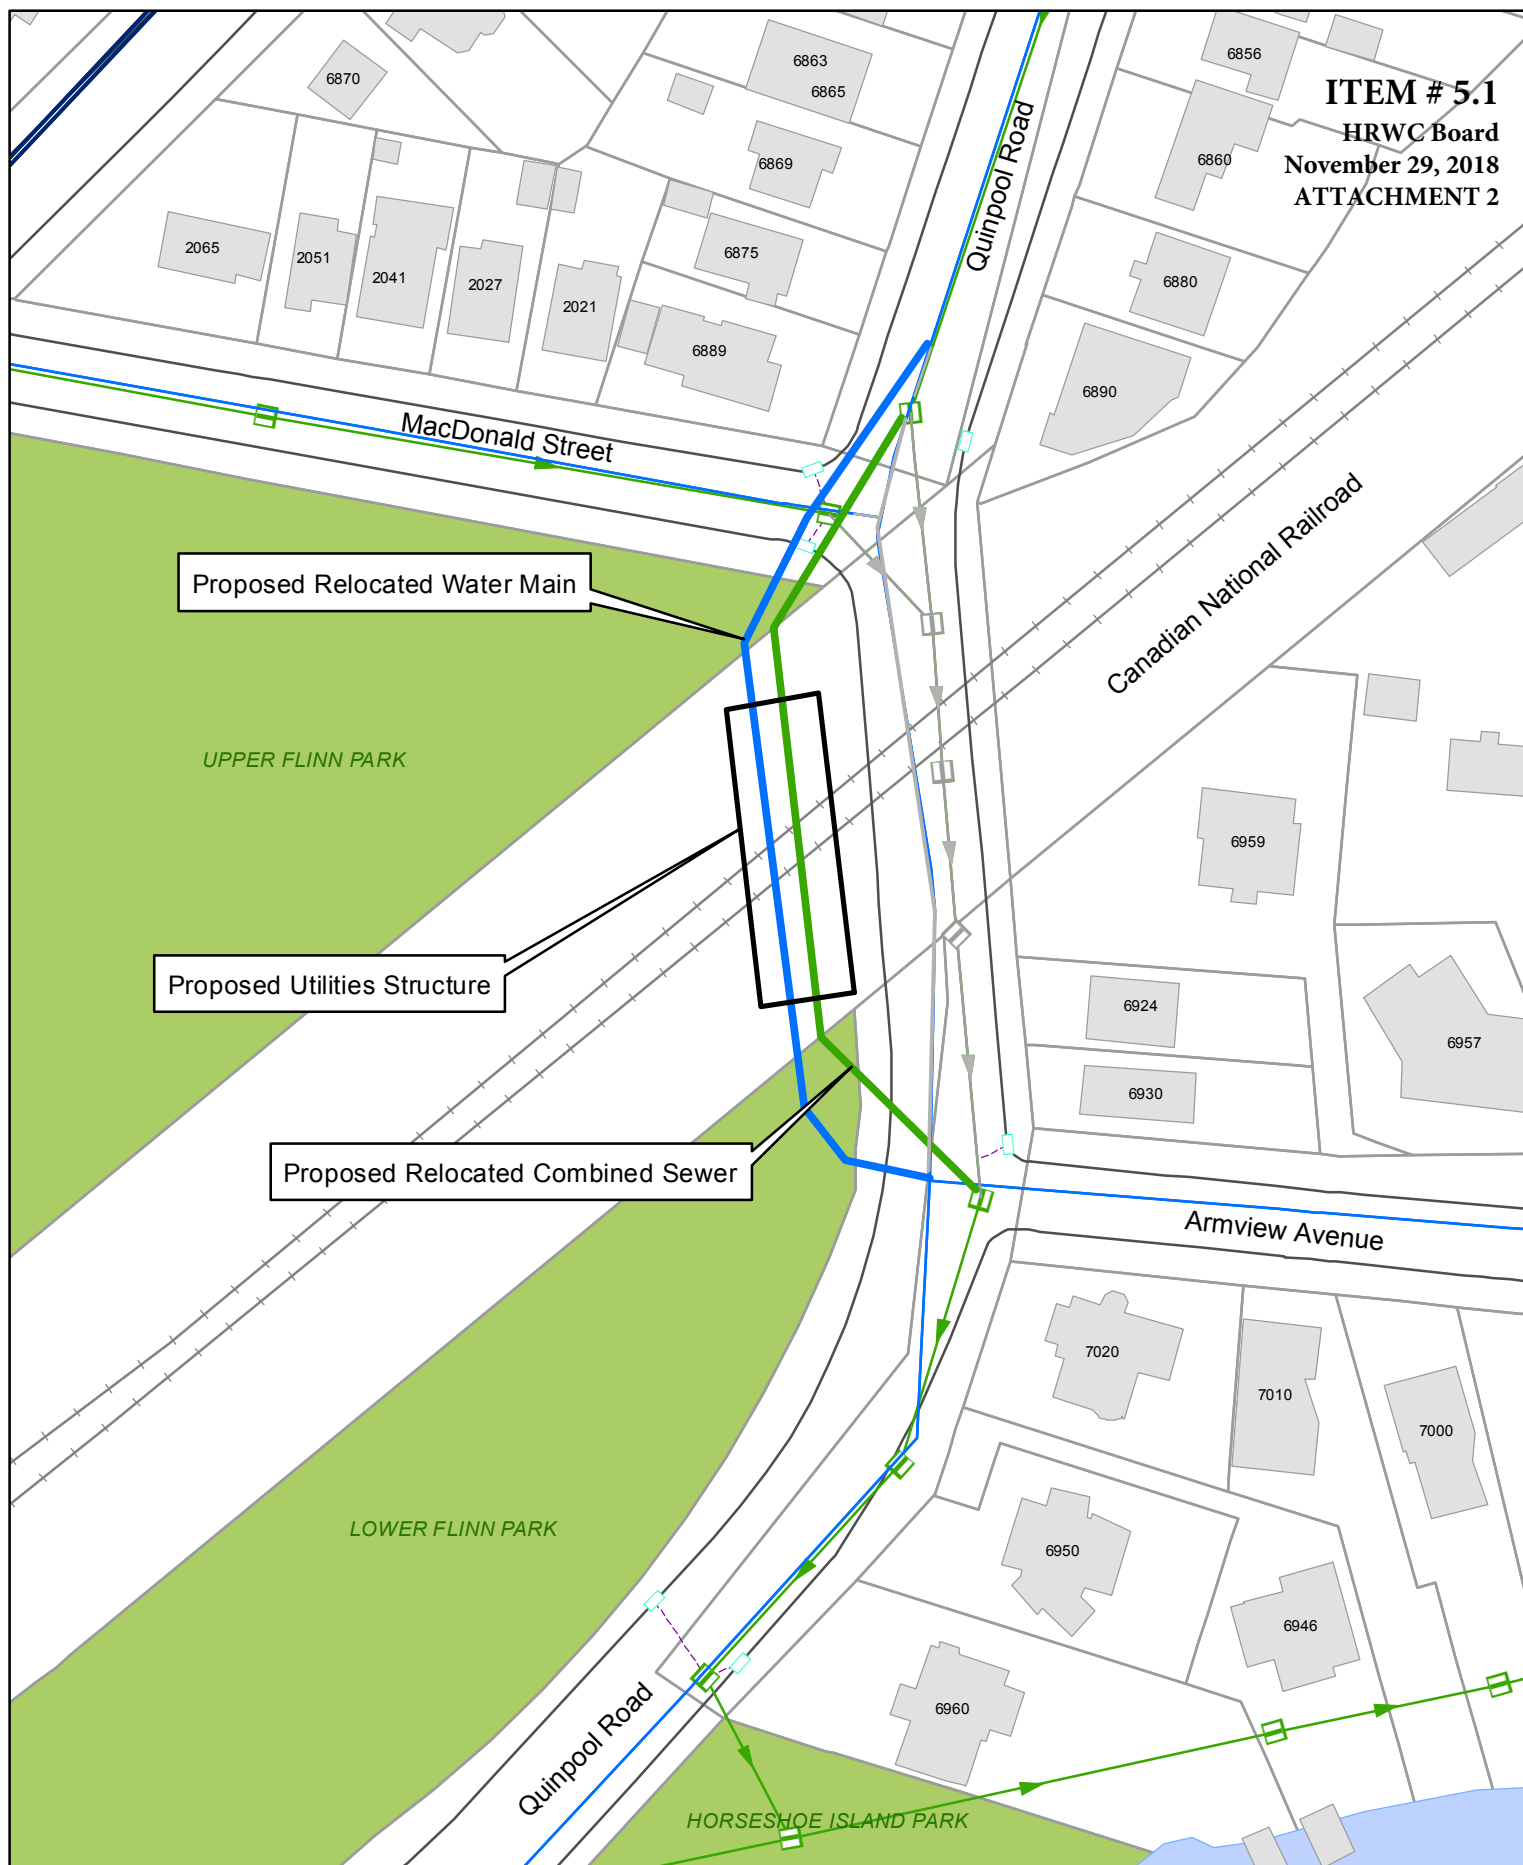 ITEM # 5.1
HRWC Board
November 29, 2018
ATTACHMENT 2
6870
6863
6865
6856
6869
6860
Quinpool Road
2065
2051
2041
2027
2021
6875
6880
6889
6890
MacDonald Street
Canadian National Railroad
Proposed Relocated Water Main
UPPER FLINN PARK
6959
Proposed Utilities Structure
6924
6957
6930
Proposed Relocated Combined Sewer
Armview Avenue
7020
7010
7000
LOWER FLINN PARK
6950
6946
6960
Quinpool Road
HORSESHOE ISLAND PARK